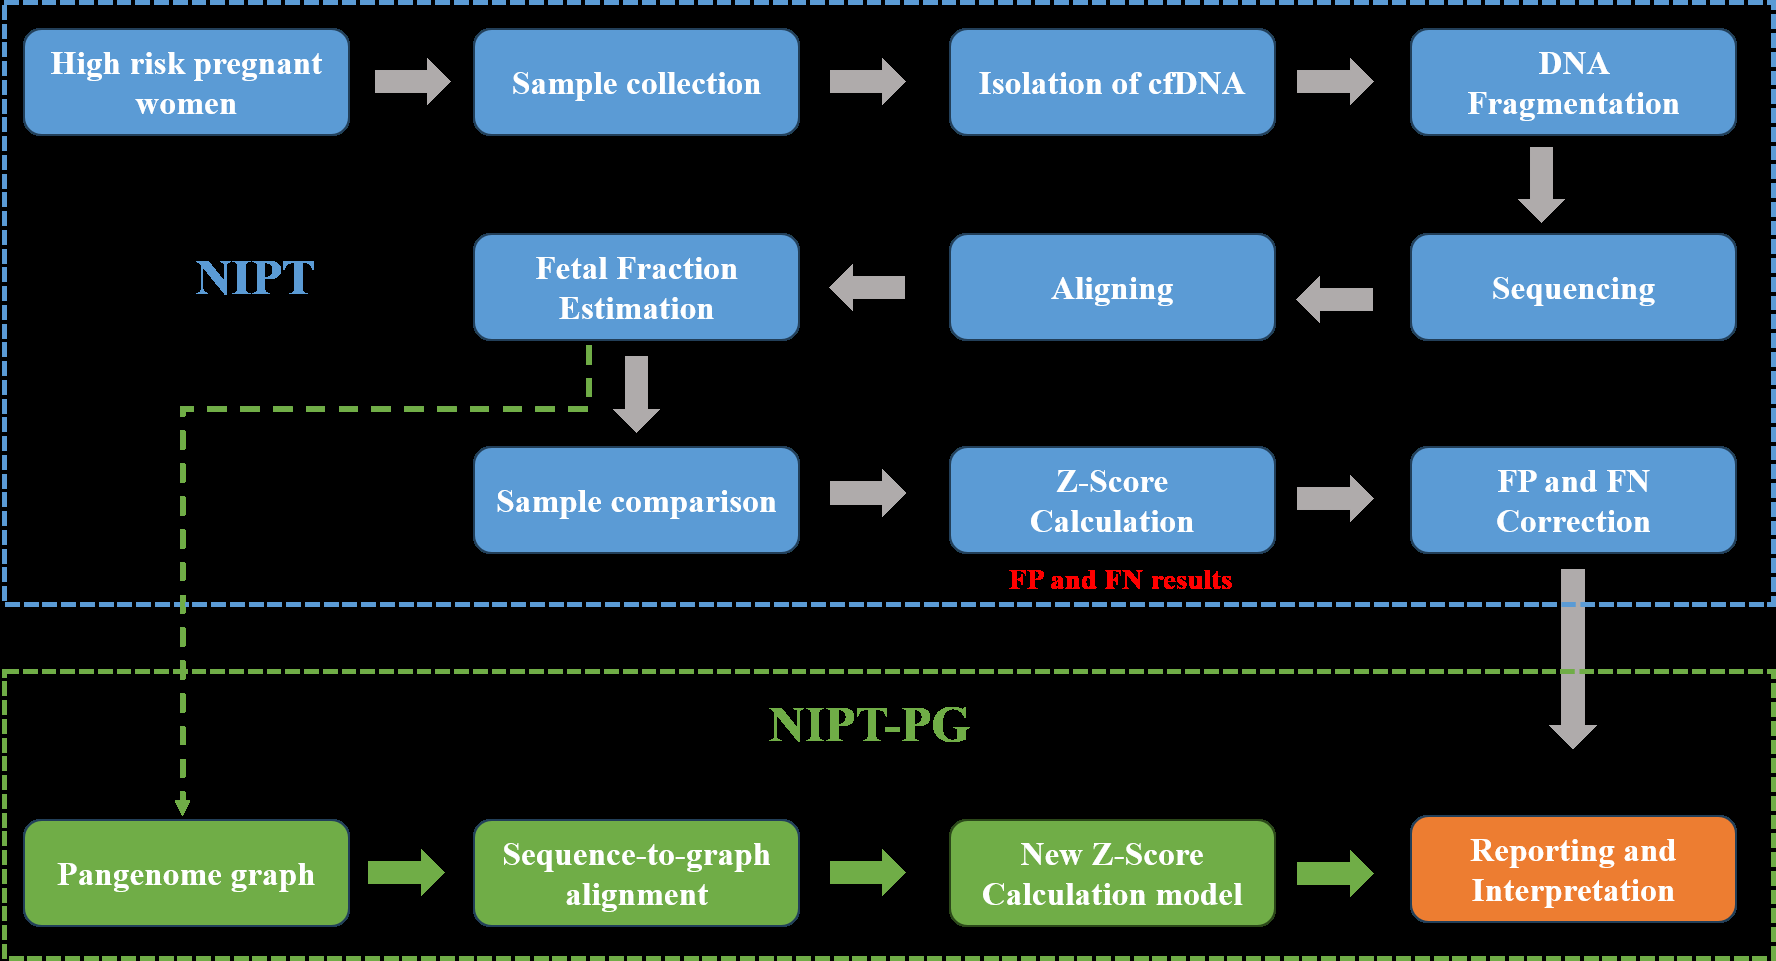 High risk pregnant
women
Sample collection
Isolation of cfDNA
DNA
Fragmentation
NIPT
Fetal Fraction
Estimation
Aligning
Sequencing
Sample comparison
Z-Score
Calculation
FP and FN
Correction
FP and FN results
NIPT-PG
Pangenome graph
Sequence-to-graph
alignment
New Z-Score
Calculation model
Reporting and
Interpretation